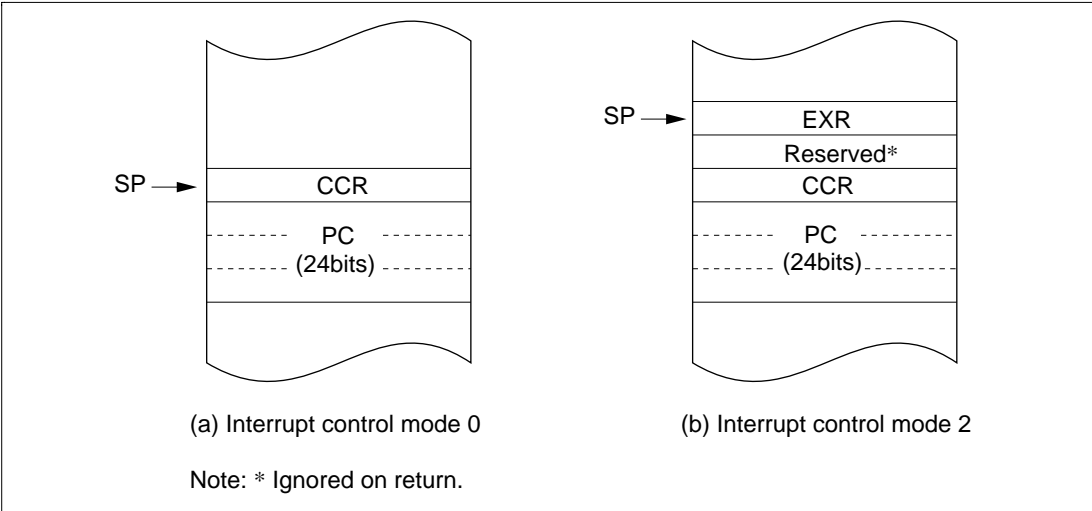 SP
CCR
PC
(24bits)
(a) Interrupt control mode 0
SP
EXR
Reserved*
CCR
PC
(24bits)
(b) Interrupt control mode 2
Note: * Ignored on return.